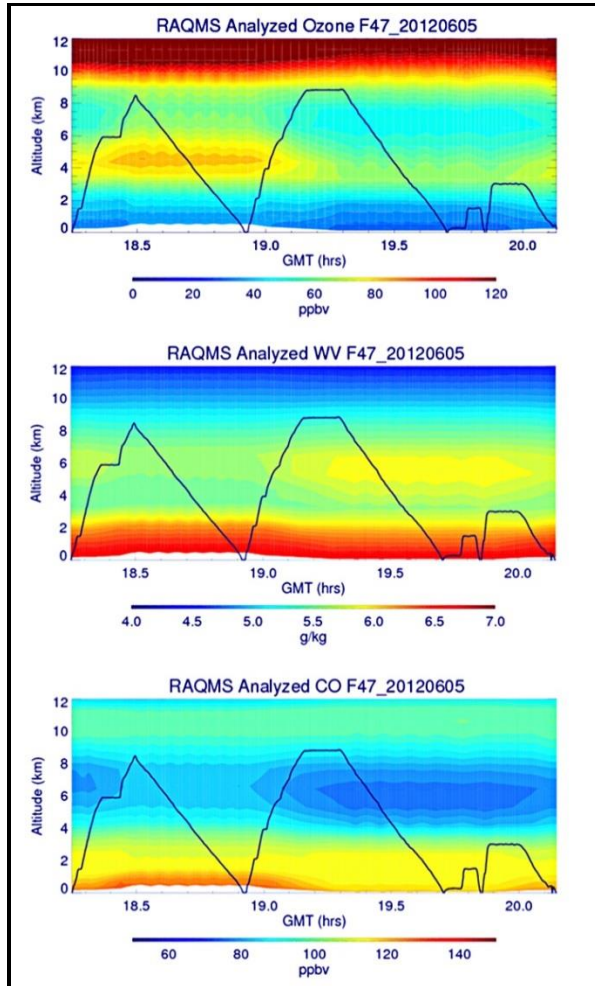 RAQMS Analyzed Ozone F47_20120605
12
10
8
6
4
2
0
Altitude (km)
18.5 19.0 19.5 20.0
GMT (hrs)
0 20 40 60 80 100 120
ppbv
RAQMS Analyzed WV F47_20120605
12
10
8
6
4
2
0
Altitude (km)
18.5 19.0 19.5 20.0
GMT (hrs)
4.0 4.5 5.0 5.5 6.0 6.5 7.0
g/kg
RAQMS Analyzed CO F47_20120605
12
10
8
6
4
2
0
Altitude (km)
18.5 19.0 19.5 20.0
GMT (hrs)
60 80 100 120 140
ppbv